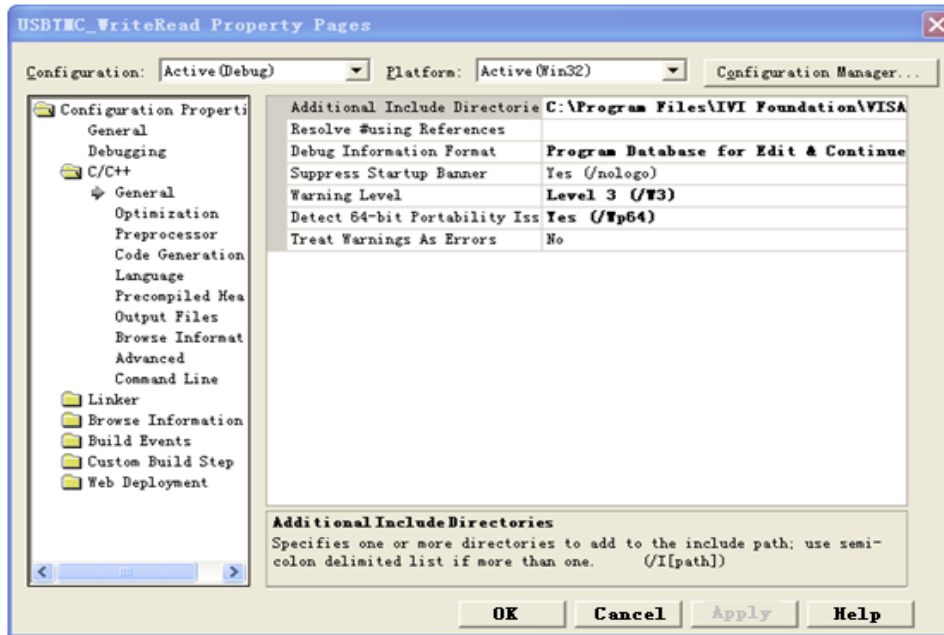 USBTMC_WriteRead Property Pages
Configuration: Active(Debug) Platform: Active(Win32) Configuration Manager...
Configuration Properti
General
Debugging
C/C++
General
Optimization
Preprocessor
Code Generation
Language
Precompiled Hea
Output Files
Browse Informat
Advanced
Command Line
Linker
Browse Information
Build Events
Custom Build Step
Web Deployment
Additional Include Directorie C:\Program Files\IVI Foundation\VISA
Resolve #using References
Debug Information Format Program Database for Edit & Continue
Suppress Startup Banner Yes (/nologo)
Warning Level Level 3 (/W3)
Detect 64-bit Portability Iss Yes (/Wp64)
Treat Warnings As Errors No
Additional Include Directories
Specifies one or more directories to add to the include path; use semi-
colon delimited list if more than one. (/I[path])
OK Cancel Apply Help